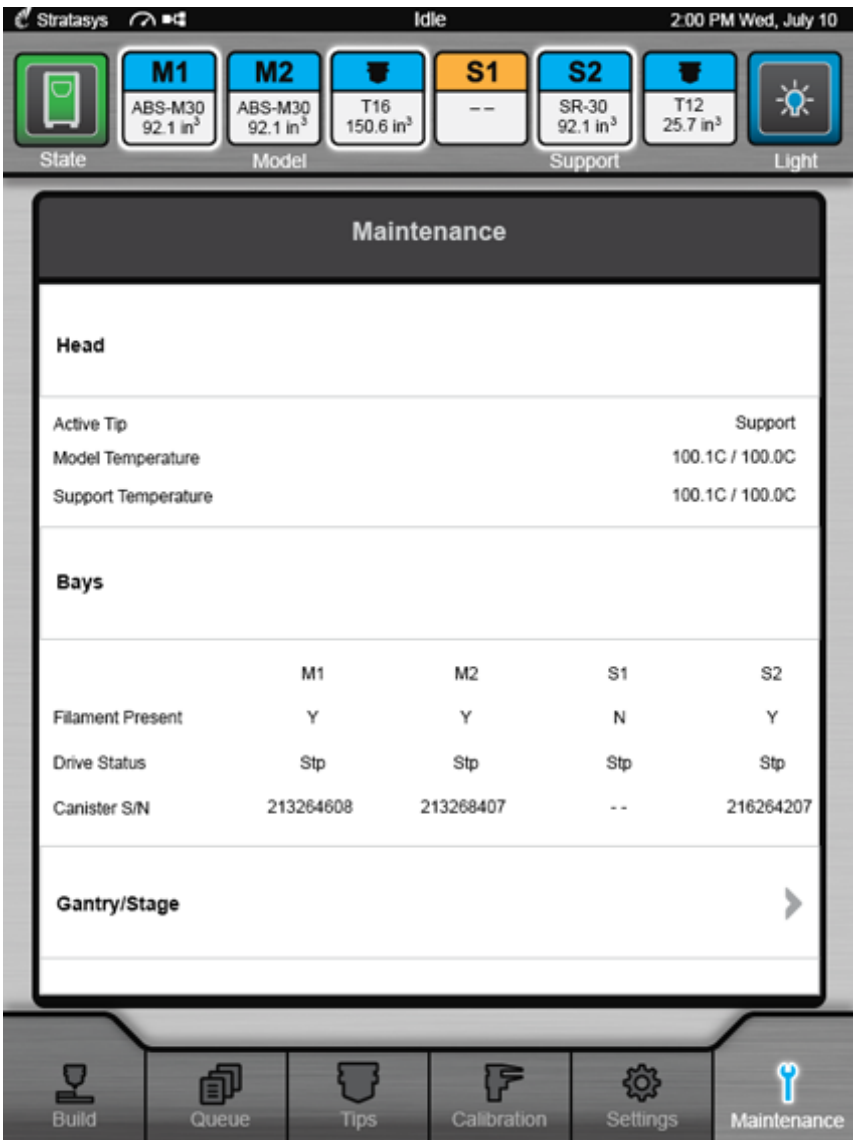 Stratasys Idle 2:00 PM Wed, July 10
M1 M2 S1 S2
ABS-M30 ABS-M30 T16 -- SR-30 T12
92.1 in³ 92.1 in³ 150.6 in³ 92.1 in³ 25.7 in³
State Model Support Light
Maintenance
Head
Active Tip Support
Model Temperature 100.1C / 100.0C
Support Temperature 100.1C / 100.0C
Bays
M1 M2 S1 S2
Filament Present Y Y N Y
Drive Status Stp Stp Stp Stp
Canister S/N 213264608 213268407 -- 216264207
Gantry/Stage
Build Queue Tips Calibration Settings Maintenance